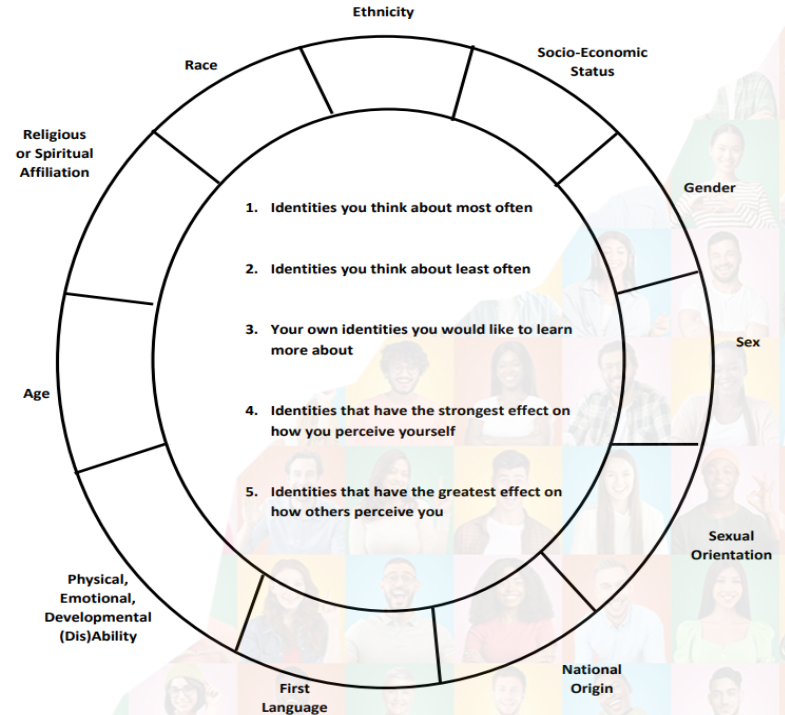 Ethnicity
Socio-Economic
Status
Race
Religious
or Spiritual
Affiliation
Gender
1. Identities you think about most often
2. Identities you think about least often
3. Your own identities you would like to learn
more about
Sex
Age
4. Identities that have the strongest effect on
how you perceive yourself
5. Identities that have the greatest effect on
how others perceive you
Sexual
Orientation
Physical,
Emotional,
Developmental
(Dis)Ability
National
Origin
First
Language